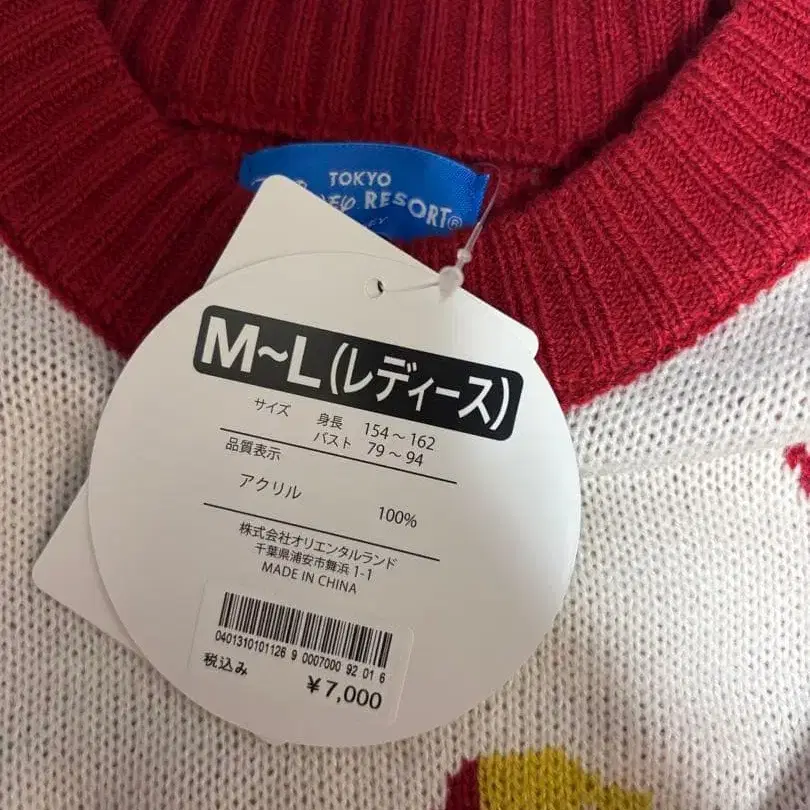 TOKYO
RESORT®
M~L(レディース)
サイズ 身長 154～162
バスト 79～94
品質表示
アクリル 100%
株式会社オリエンタルランド
千葉県浦安市舞浜 1-1
MADE IN CHINA
0401310101126 9 0007000 92 01 6
税込み ¥7,000